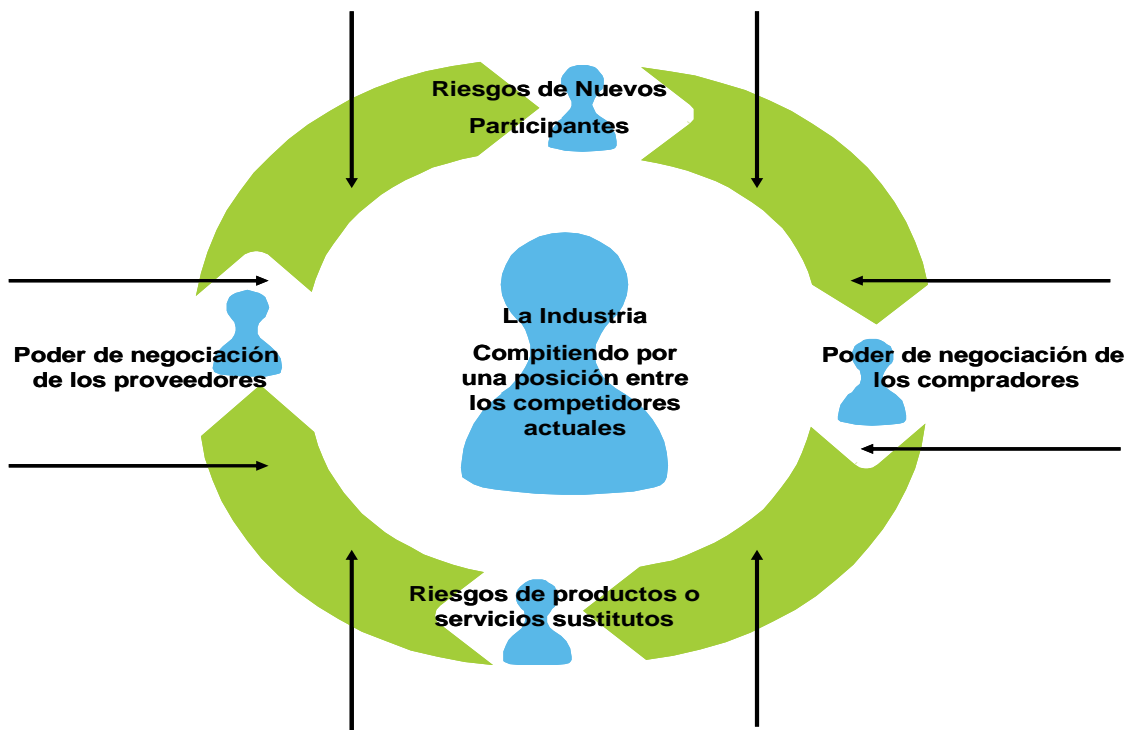 Riesgos de Nuevos
Participantes
La Industria
Compitiendo por
una posición entre
los competidores
actuales
Poder de negociación
de los proveedores
Poder de negociación de
los compradores
Riesgos de productos o
servicios sustitutos